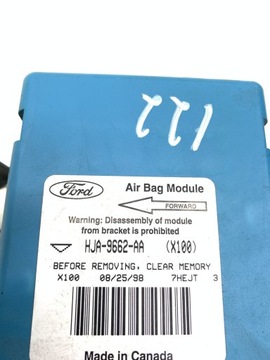 122
Ford
Air Bag Module
FORWARD
Warning: Disassembly of module
from bracket is prohibited
HJA-9662-AA (X100)
BEFORE REMOVING, CLEAR MEMORY
X100 08/25/98 7HEJT 3
Made in Canada